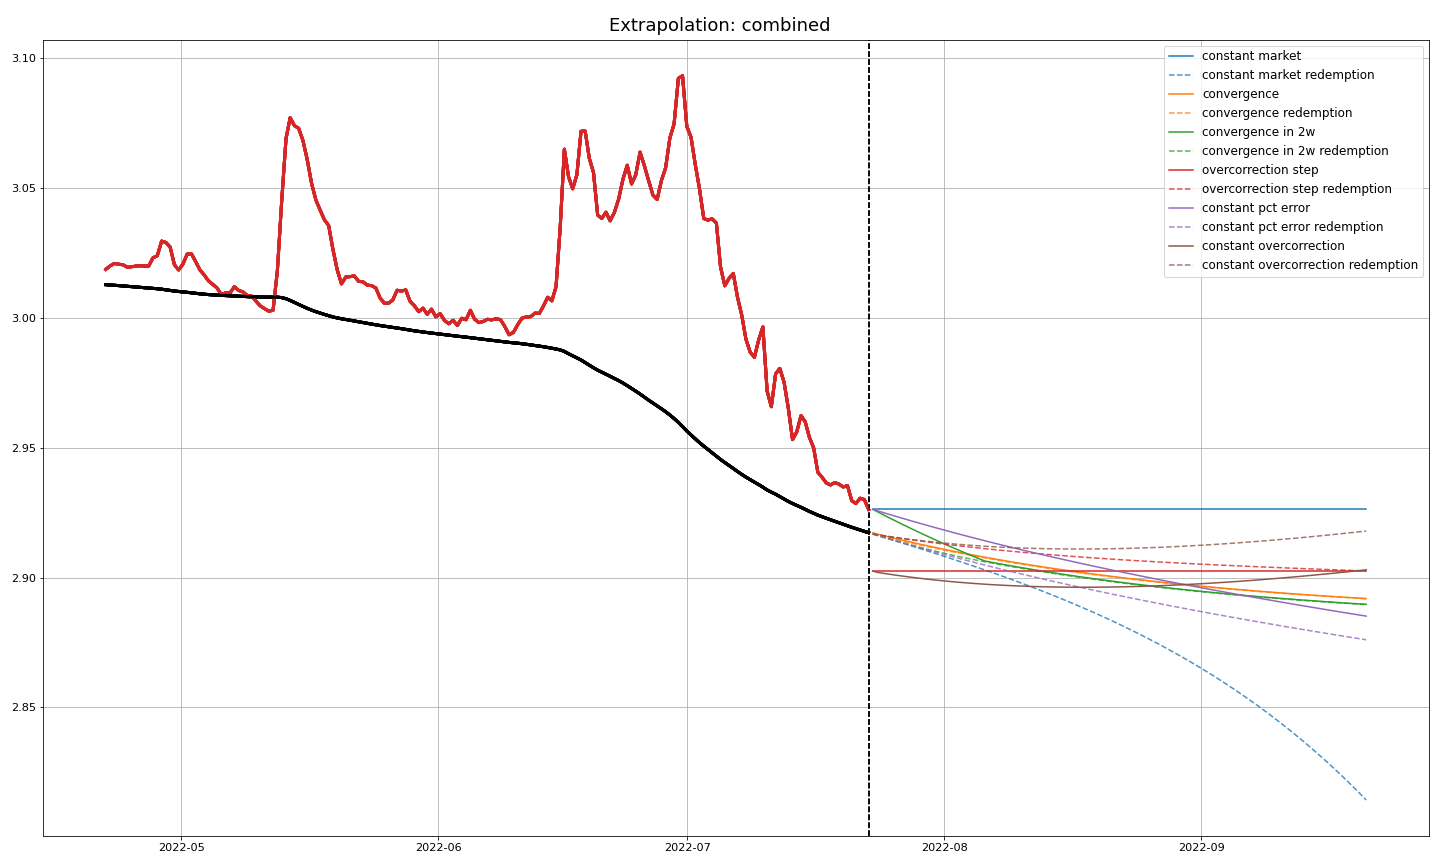 Extrapolation: combined
3.10
3.05
3.00
2.95
2.90
2.85
constant market
constant market redemption
convergence
convergence redemption
convergence in 2w
convergence in 2w redemption
overcorrection step
overcorrection step redemption
constant pct error
constant pct error redemption
constant overcorrection
constant overcorrection redemption
2022-05
2022-06
2022-07
2022-08
2022-09